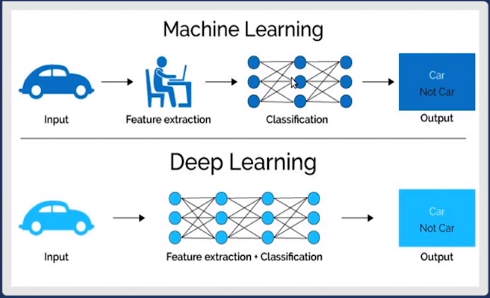 Machine Learning
Input
Feature extraction
Classification
Car
Not Car
Output
Deep Learning
Input
Feature extraction + Classification
Car
Not Car
Output